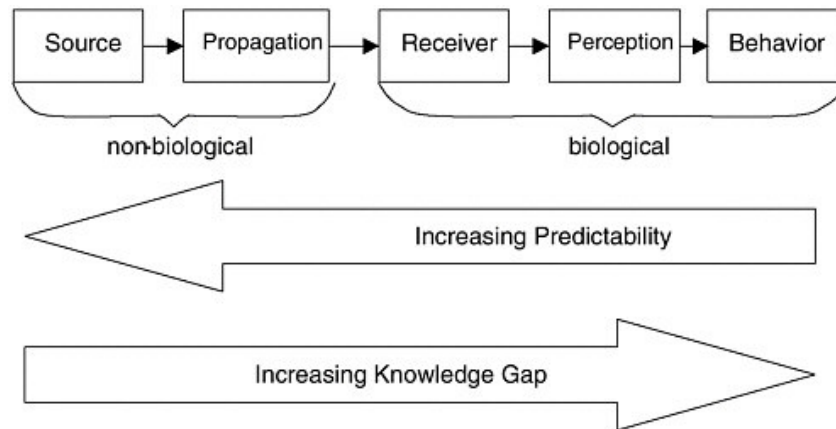 Source Propagation Receiver Perception Behavior
non-biological biological
Increasing Predictability
Increasing Knowledge Gap